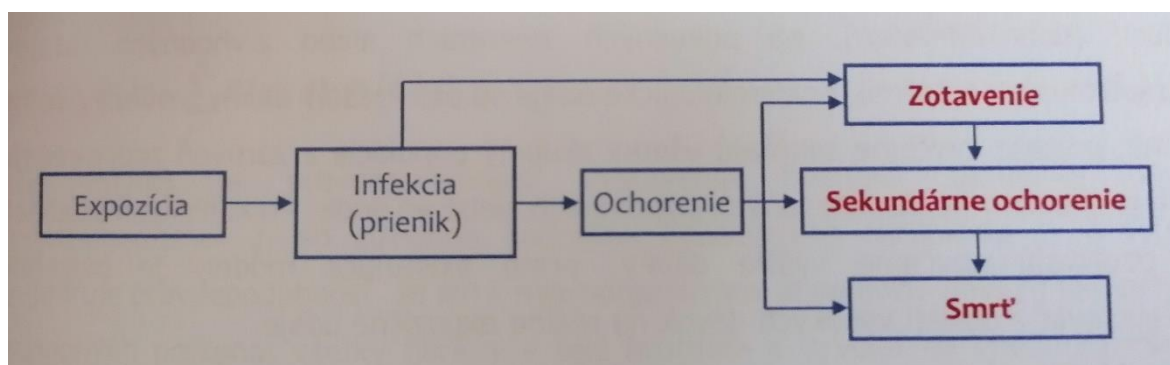 Zotavenie
Expozícia
Infekcia
(prienik)
Ochorenie
Sekundárne ochorenie
Smrť